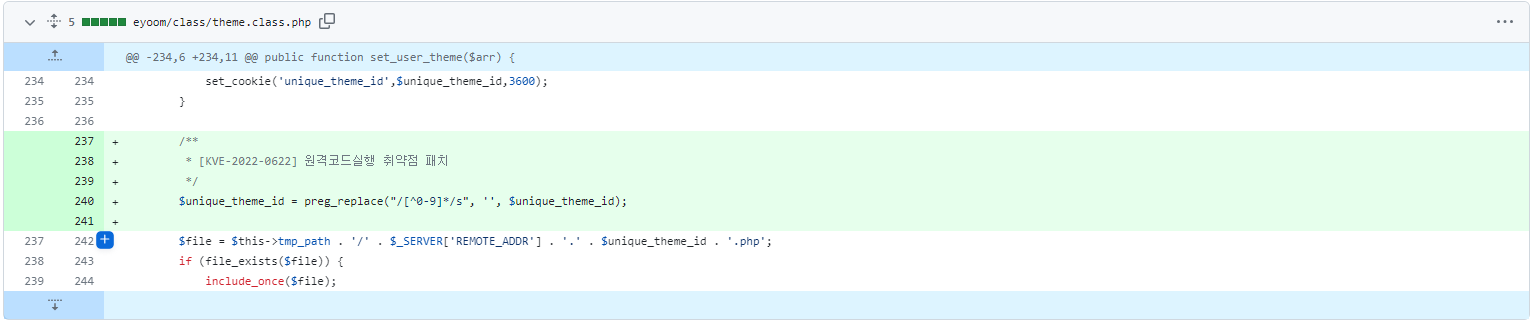 5 eyoom/class/theme.class.php
@@ -234,6 +234,11 @@ public function set_user_theme($arr) {
234 234 set_cookie('unique_theme_id',$unique_theme_id,3600);
235 235 }
236 236
237 + /**
238 + * [KVE-2022-0622] 원격코드실행 취약점 패치
239 + */
240 + $unique_theme_id = preg_replace("/[^0-9]*/s", '', $unique_theme_id);
241 +
237 242 $file = $this->tmp_path . '/' . $_SERVER['REMOTE_ADDR'] . '.' . $unique_theme_id . '.php';
238 243 if (file_exists($file)) {
239 244 include_once($file);